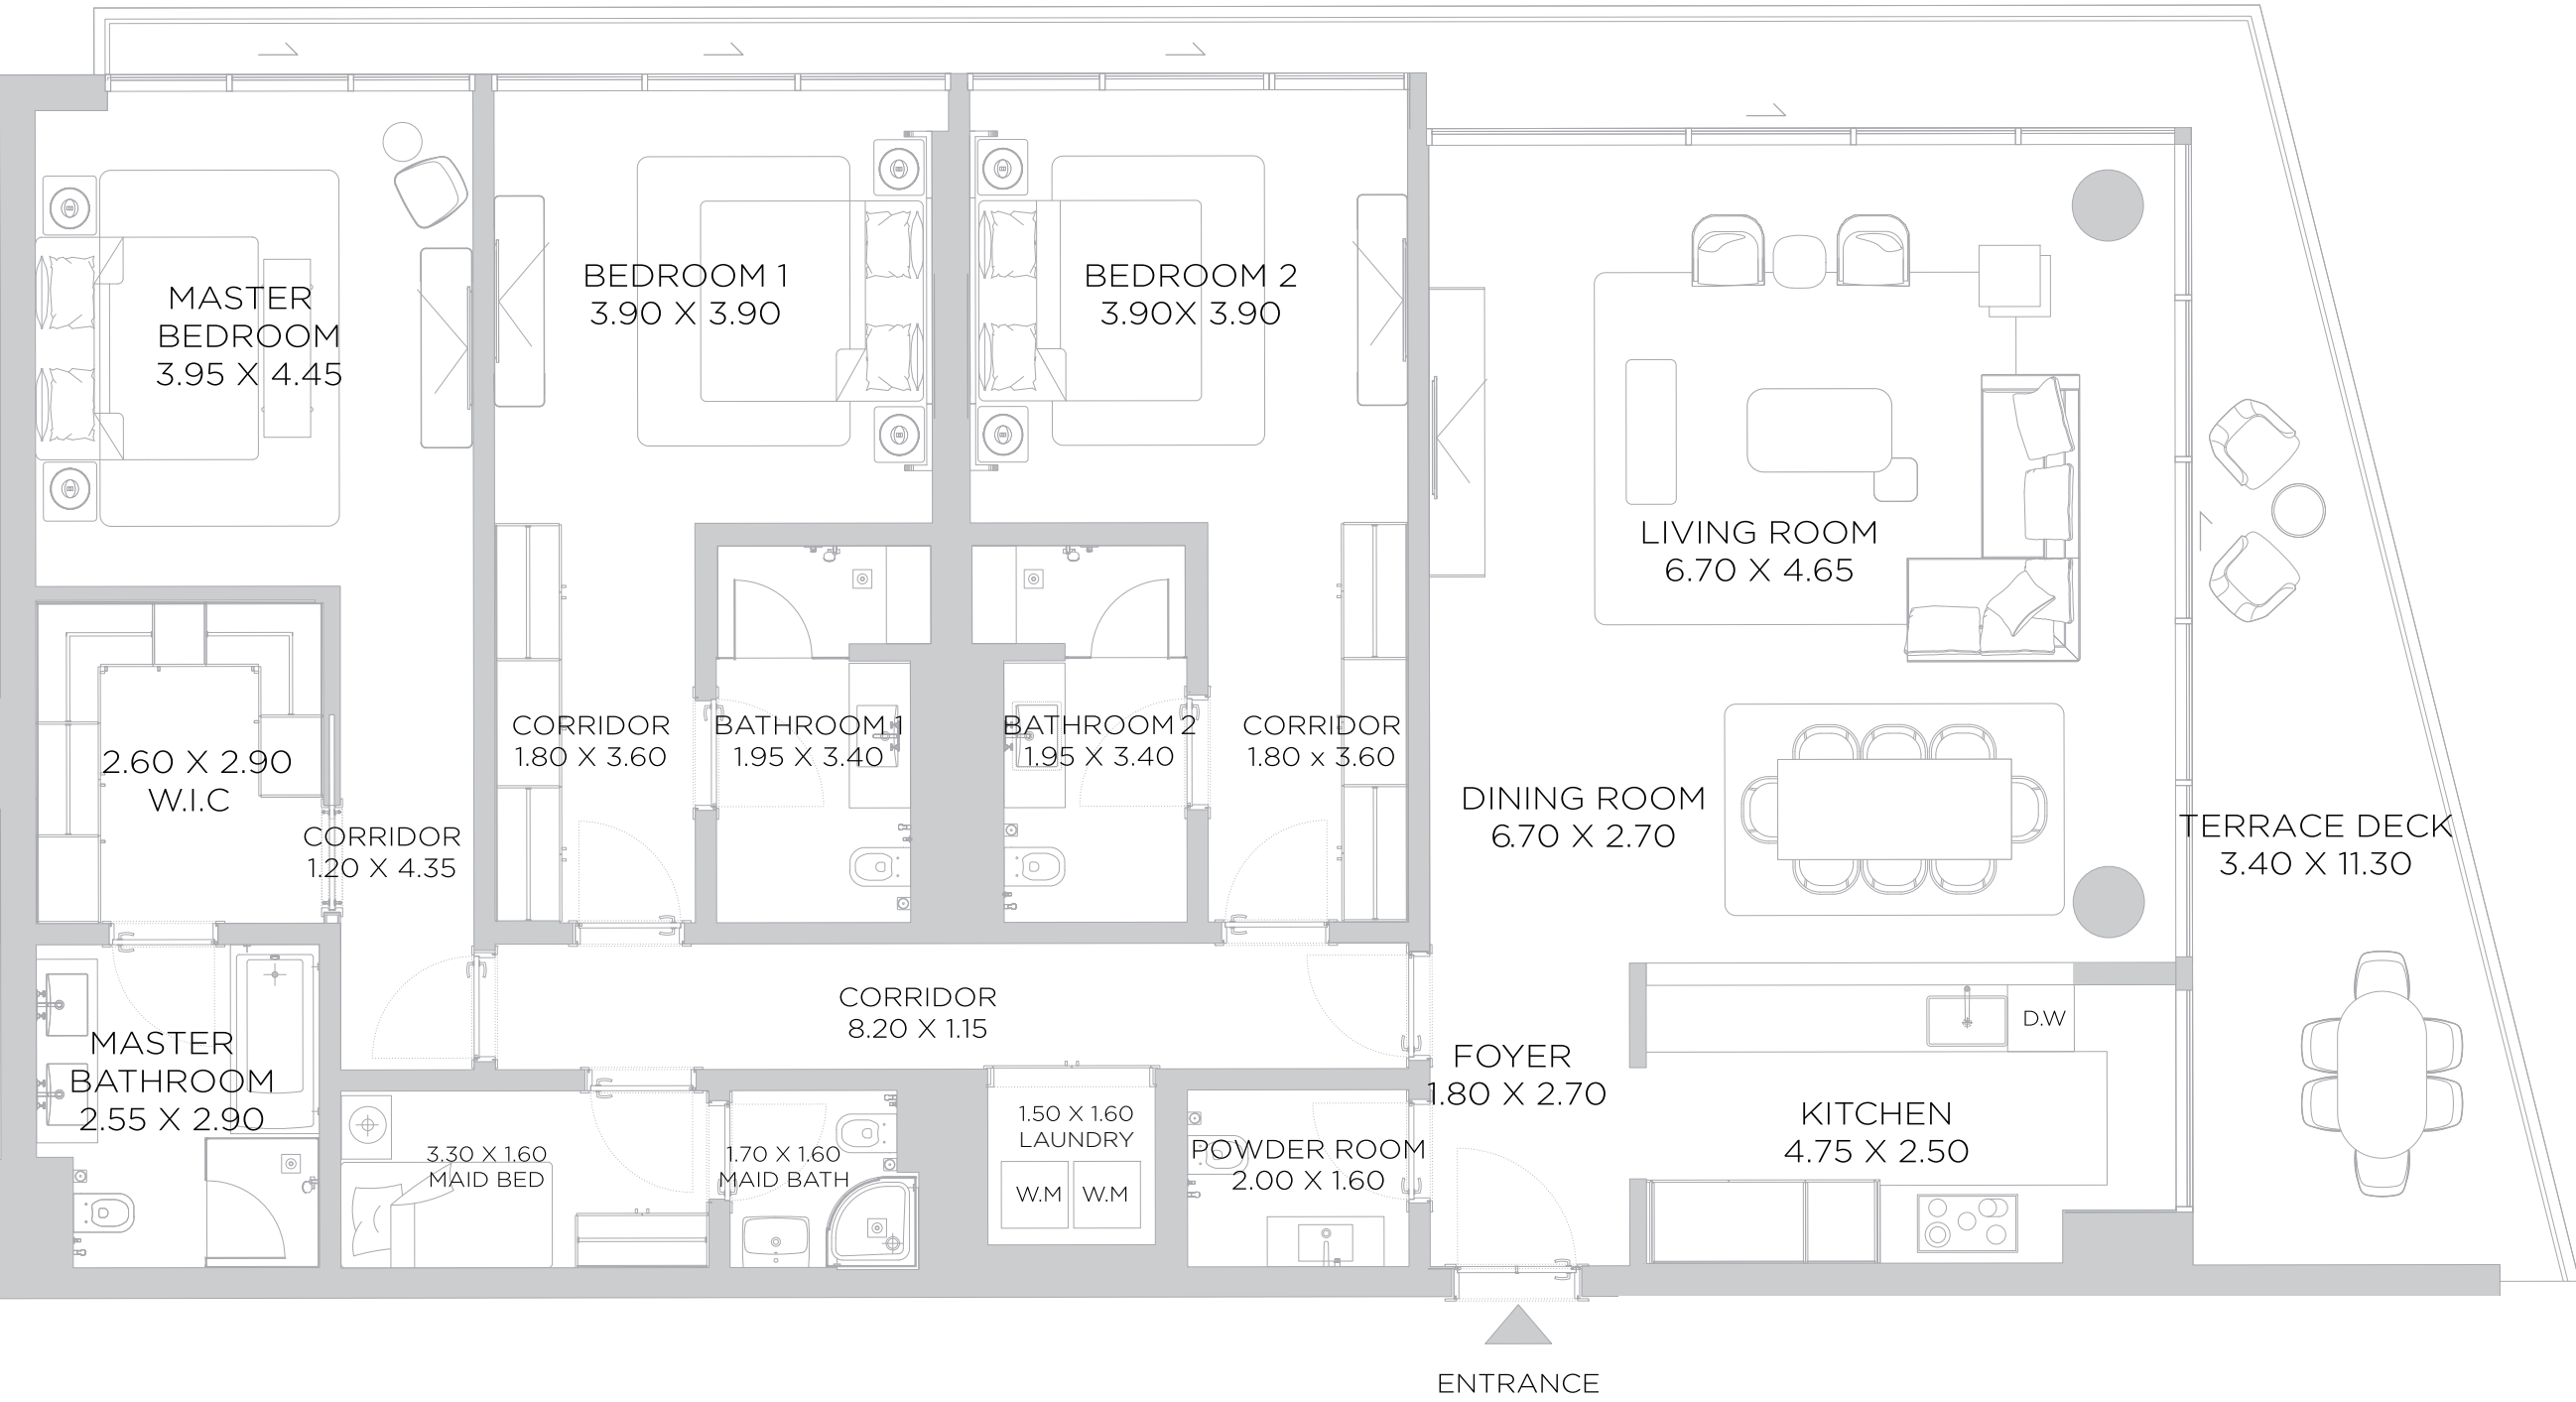 MASTER
BEDROOM
3.95 X 4.45
BEDROOM 1
3.90 X 3.90
BEDROOM 2
3.90X 3.90
LIVING ROOM
6.70 X 4.65
2.60 X 2.90
W.I.C
CORRIDOR
1.20 X 4.35
CORRIDOR
1.80 X 3.60
BATHROOM 1
1.95 X 3.40
BATHROOM 2
1.95 X 3.40
CORRIDOR
1.80 x 3.60
DINING ROOM
6.70 X 2.70
TERRACE DECK
3.40 X 11.30
MASTER
BATHROOM
2.55 X 2.90
CORRIDOR
8.20 X 1.15
FOYER
1.80 X 2.70
D.W
KITCHEN
4.75 X 2.50
3.30 X 1.60
MAID BED
1.70 X 1.60
MAID BATH
1.50 X 1.60
LAUNDRY
W.M
W.M
POWDER ROOM
2.00 X 1.60
ENTRANCE